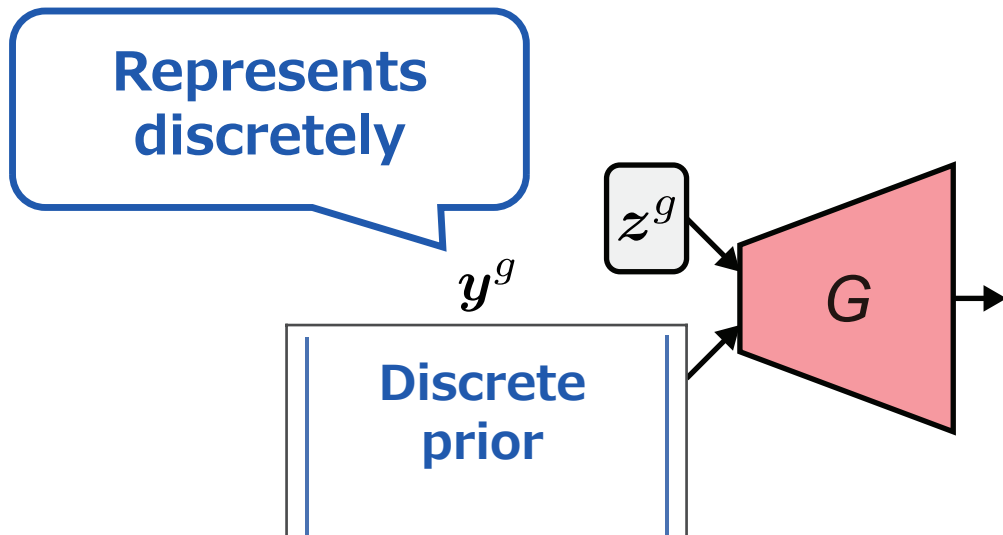 Represents
discretely
z^g
y^g
G
Discrete
prior